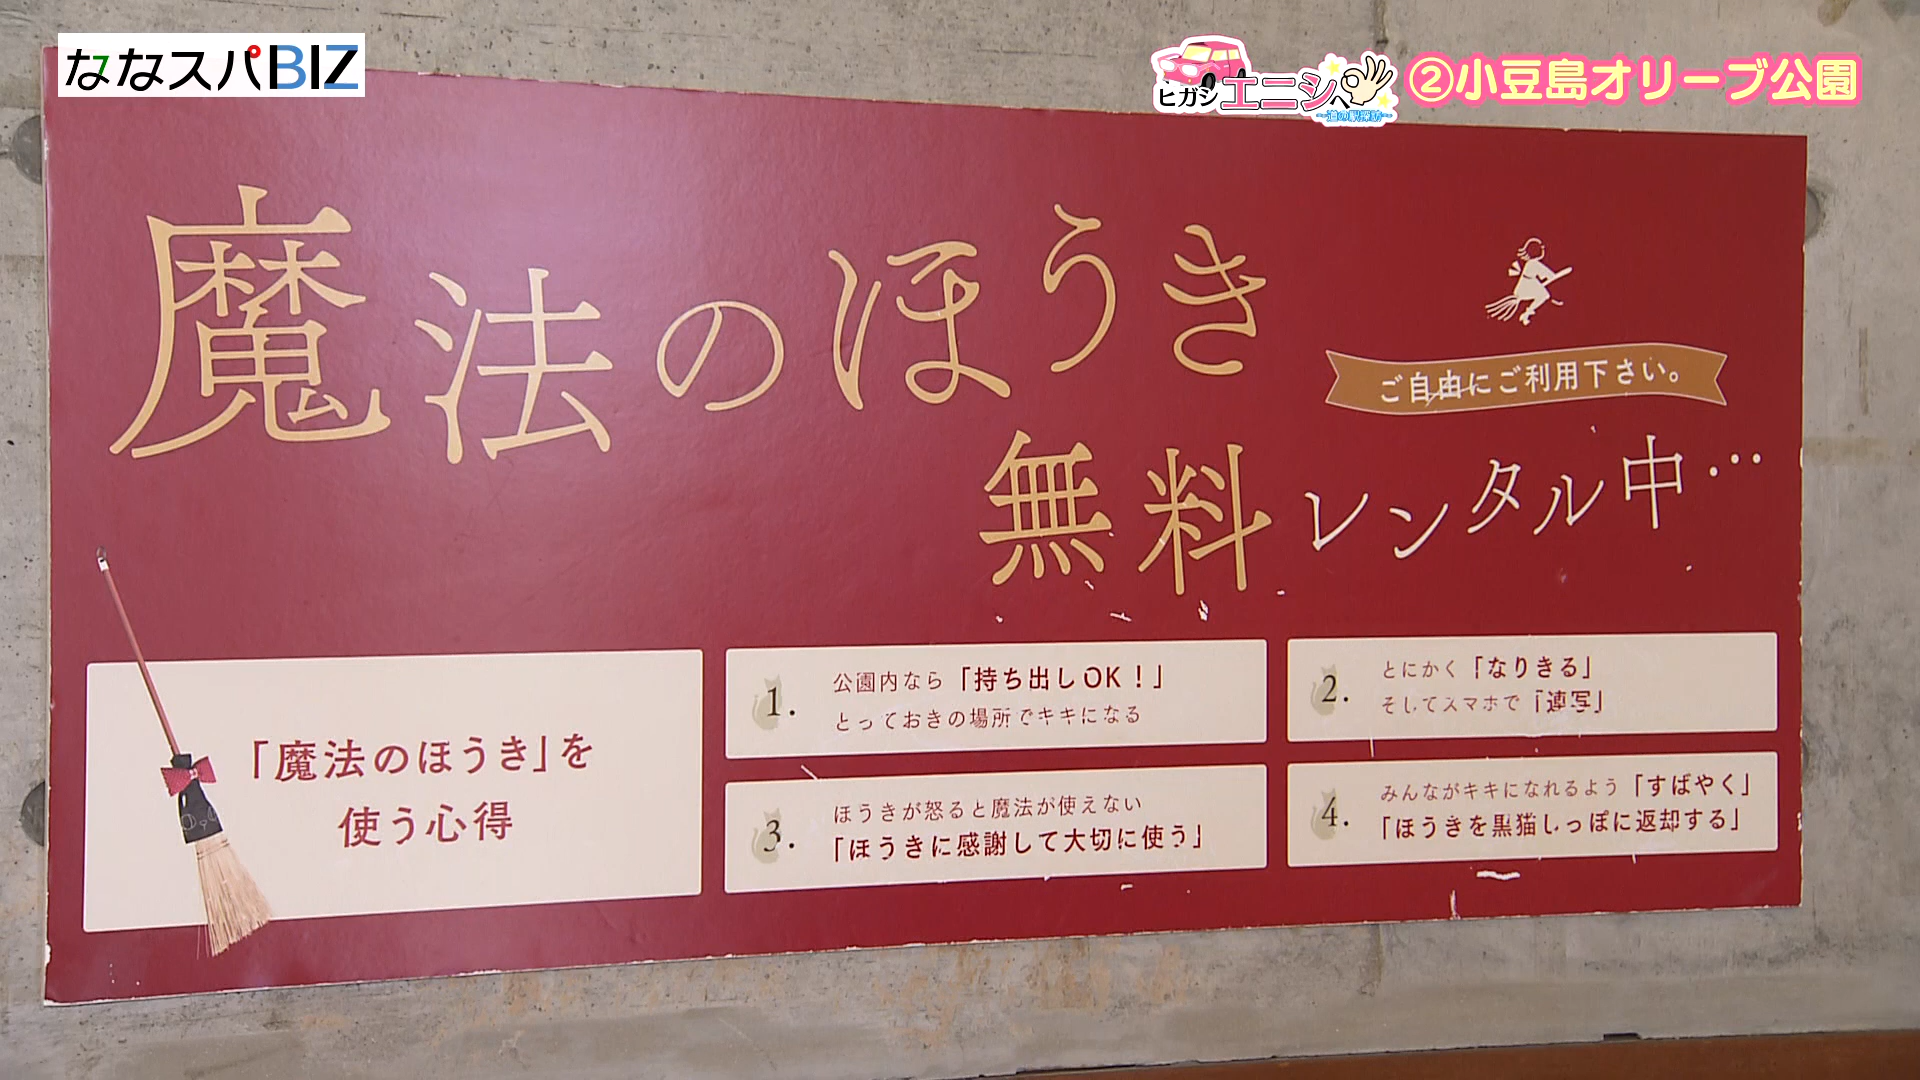 ななスパBIZ
ヒガシ エニシへ
道の駅探訪
②小豆島オリーブ公園
魔法のほうき
ご自由にご利用下さい。
無料レンタル中…
「魔法のほうき」を
使う心得
1. 公園内なら「持ち出しOK！」
とっておきの場所でキキになる
2. とにかく「なりきる」
そしてスマホで「連写」
3. ほうきが怒ると魔法が使えない
「ほうきに感謝して大切に使う」
4. みんながキキになれるよう「すばやく」
「ほうきを黒猫しっぽに返却する」